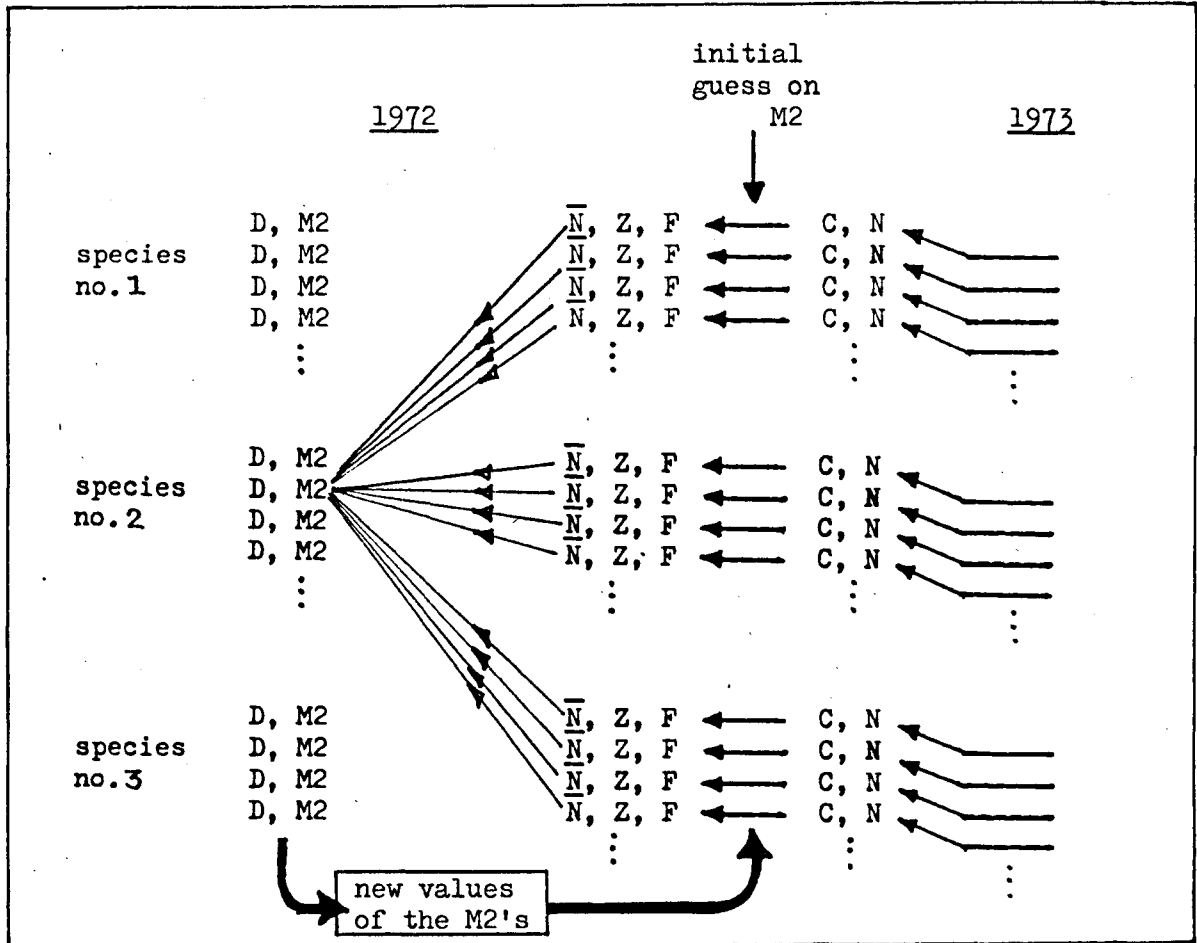 initial
guess on
M2
1972
1973
D, M2 N̅, Z, F C, N
species D, M2 N̅, Z, F C, N
no.1 D, M2 N̅, Z, F C, N
D, M2 N̅, Z, F C, N
D, M2 N̅, Z, F C, N
species D, M2 N̅, Z, F C, N
no.2 D, M2 N̅, Z, F C, N
D, M2 N̅, Z, F C, N
D, M2 N̅, Z, F C, N
species D, M2 N̅, Z, F C, N
no.3 D, M2 N̅, Z, F C, N
D, M2 N̅, Z, F C, N
new values
of the M2's